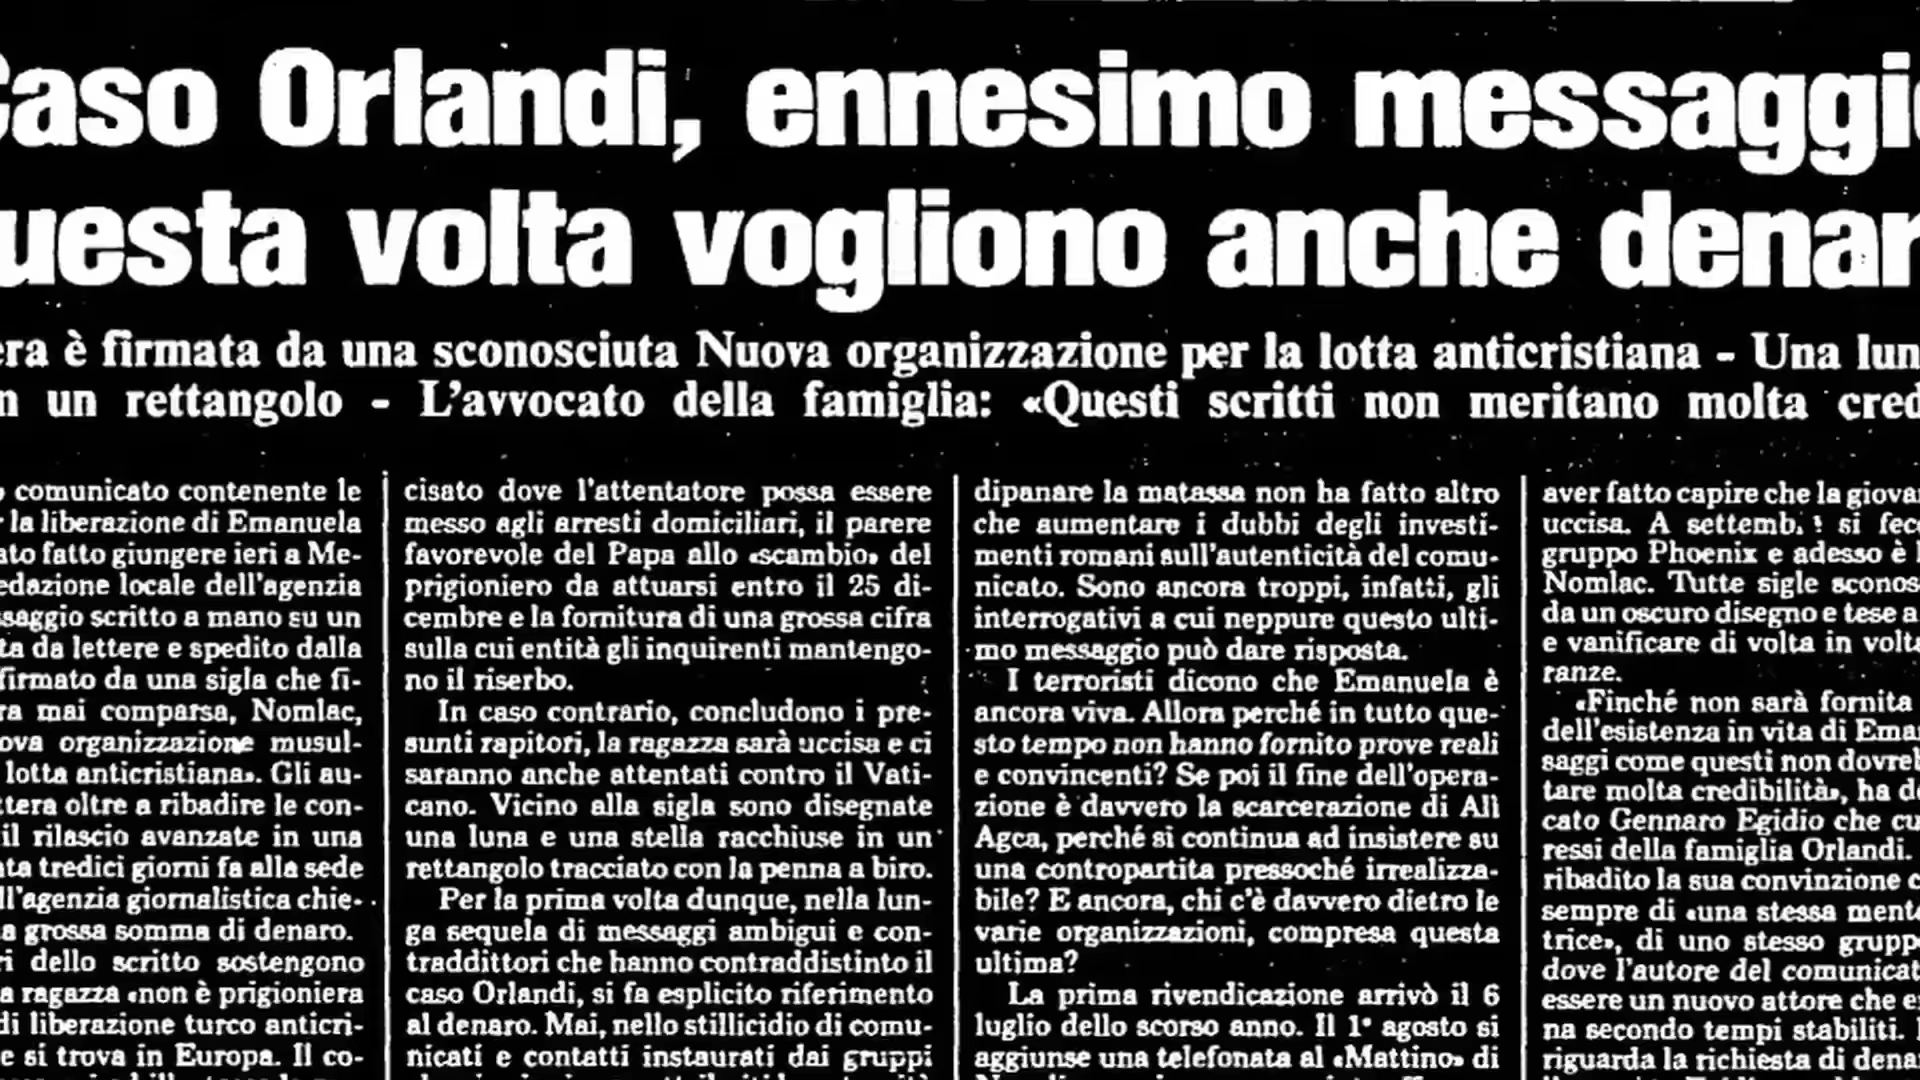 Caso Orlandi, ennesimo messaggio
uesta volta vogliono anche denar
era è firmata da una sconosciuta Nuova organizzazione per la lotta anticristiana - Una lun
n un rettangolo - L'avvocato della famiglia: «Questi scritti non meritano molta cred
comunicato contenente le
r la liberazione di Emanuela
ato fatto giungere ieri a Me-
edazione locale dell'agenzia
saggio scritto a mano su un
ta da lettere e spedito dalla
firmato da una sigla che fi-
ra mai comparsa, Nomlac,
ova organizzazione musul-
lotta anticristiana». Gli au-
ttera oltre a ribadire le con-
il rilascio avanzate in una
ata tredici giorni fa alla sede
ll'agenzia giornalistica chie-
a grossa somma di denaro.
ri dello scritto sostengono
a ragazza «non è prigioniera
di liberazione turco anticri-
e si trova in Europa. Il co-
cisato dove l'attentatore possa essere
messo agli arresti domiciliari, il parere
favorevole del Papa allo «scambio» del
prigioniero da attuarsi entro il 25 di-
cembre e la fornitura di una grossa cifra
sulla cui entità gli inquirenti mantengo-
no il riserbo.
In caso contrario, concludono i pre-
sunti rapitori, la ragazza sarà uccisa e ci
saranno anche attentati contro il Vati-
cano. Vicino alla sigla sono disegnate
una luna e una stella racchiuse in un
rettangolo tracciato con la penna a biro.
Per la prima volta dunque, nella lun-
ga sequela di messaggi ambigui e con-
traddittori che hanno contraddistinto il
caso Orlandi, si fa esplicito riferimento
al denaro. Mai, nello stillicidio di comu-
nicati e contatti instaurati dai gruppi
dipanare la matassa non ha fatto altro
che aumentare i dubbi degli investi-
menti romani sull'autenticità del comu-
nicato. Sono ancora troppi, infatti, gli
interrogativi a cui neppure questo ulti-
mo messaggio può dare risposta.
I terroristi dicono che Emanuela è
ancora viva. Allora perché in tutto que-
sto tempo non hanno fornito prove reali
e convincenti? Se poi il fine dell'opera-
zione è davvero la scarcerazione di Alì
Agca, perché si continua ad insistere su
una contropartita pressoché irrealizza-
bile? E ancora, chi c'è davvero dietro le
varie organizzazioni, compresa questa
ultima?
La prima rivendicazione arrivò il 6
luglio dello scorso anno. Il 1° agosto si
aggiunse una telefonata al «Mattino» di
aver fatto capire che la giova
uccisa. A settemb. si fec
gruppo Phoenix e adesso è l
Nomlac. Tutte sigle sconos
da un oscuro disegno e tese a
e vanificare di volta in volta
ranze.
«Finché non sarà fornita
dell'esistenza in vita di Ema
saggi come questi non dovreb
tare molta credibilità», ha d
cato Gennaro Egidio che cu
ressi della famiglia Orlandi.
ribadito la sua convinzione c
sempre di «una stessa ment
trice», di uno stesso grupp
dove l'autore del comunicat
essere un nuovo attore che e
na secondo tempi stabiliti.
riguarda la richiesta di dena